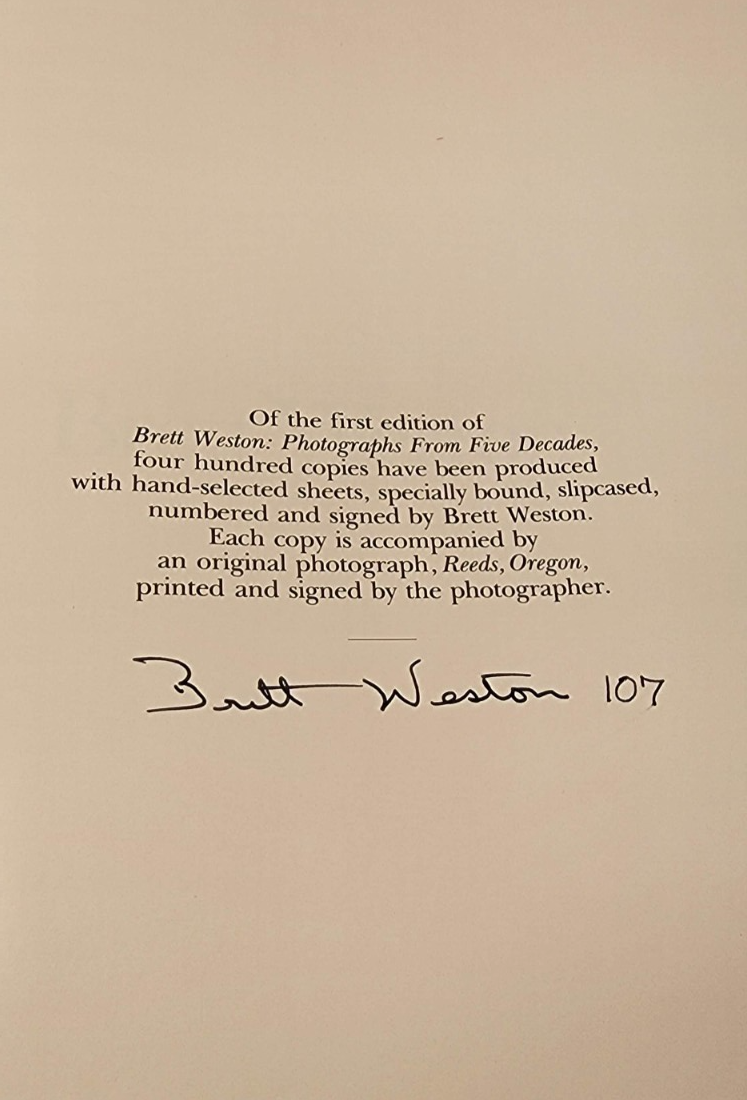 Of the first edition of
Brett Weston: Photographs From Five Decades,
four hundred copies have been produced
with hand-selected sheets, specially bound, slipcased,
numbered and signed by Brett Weston.
Each copy is accompanied by
an original photograph, Reeds, Oregon,
printed and signed by the photographer.
Brett Weston 107